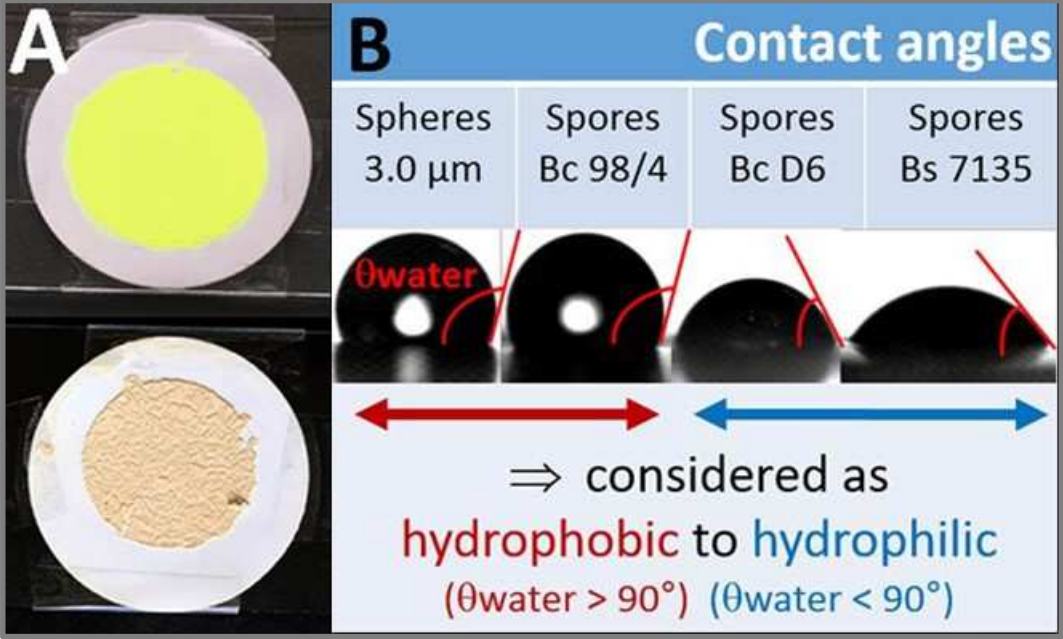 A
B
Contact angles
Spheres
3.0 µm
Spores
Bc 98/4
Spores
Bc D6
Spores
Bs 7135
θwater
⇒ considered as
hydrophobic to hydrophilic
(θwater > 90°) (θwater < 90°)